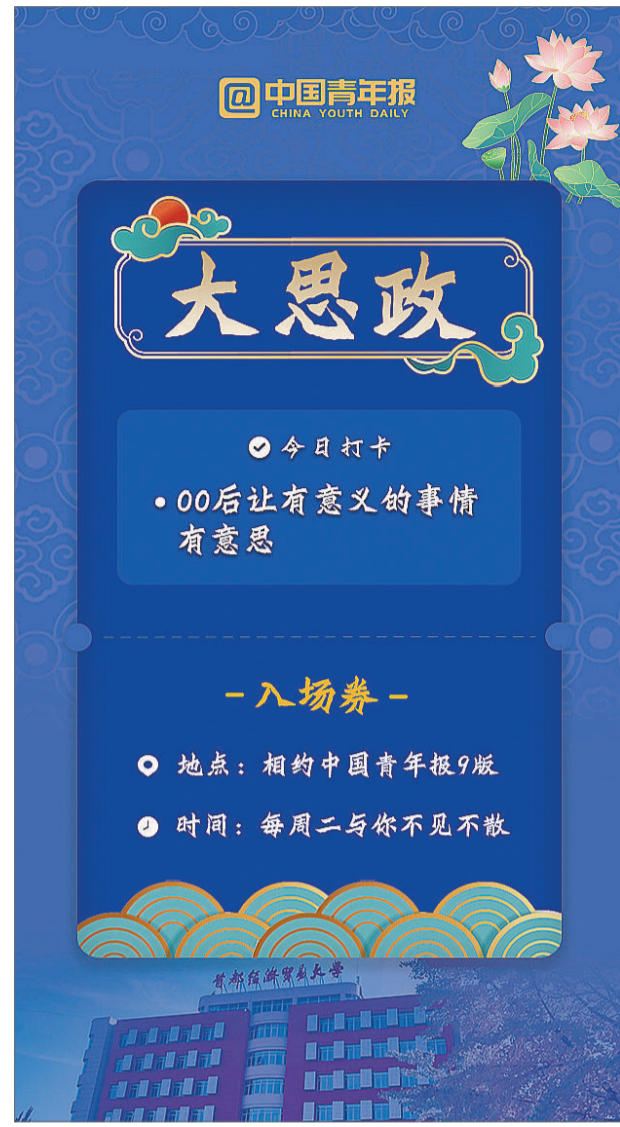 @中国青年报
CHINA YOUTH DAILY
大思政
今日打卡
• 00后让有意义的事情
有意思
-入场券-
地点：相约中国青年报9版
时间：每周二与你不见不散
首都经济贸易大学